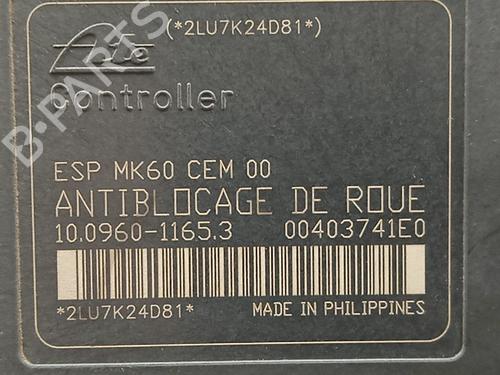 (*2LU7K24D81*)
Ate
Controller
ESP MK60 CEM 00
ANTIBLOCAGE DE ROUE
10.0960-1165.3 00403741E0
*2LU7K24D81* MADE IN PHILIPPINES
B-PARTS